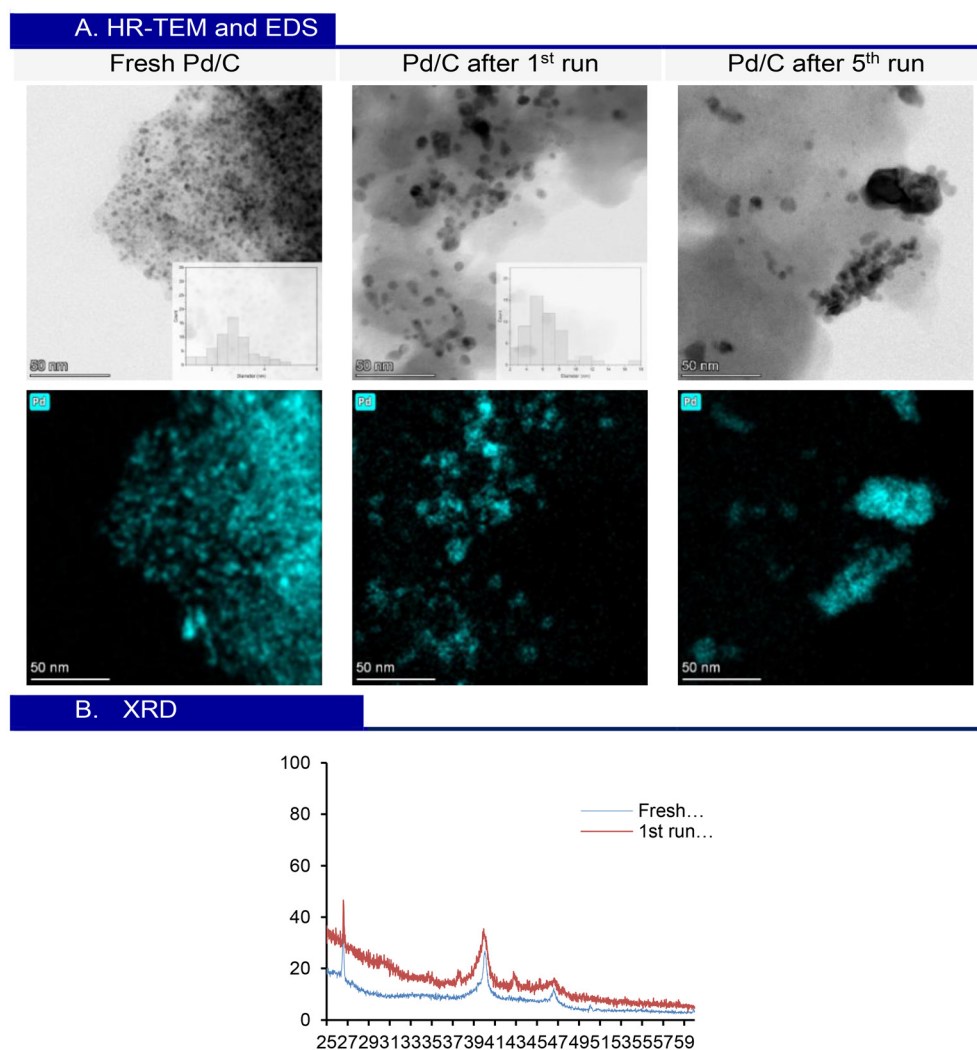 A. HR-TEM and EDS
Fresh Pd/C
Pd/C after 1st run
Pd/C after 5th run
50 nm
50 nm
50 nm
Pd
Pd
Pd
50 nm
50 nm
50 nm
B. XRD
100
80
60
40
20
0
Fresh…
1st run…
252729313335373941434547495153555759